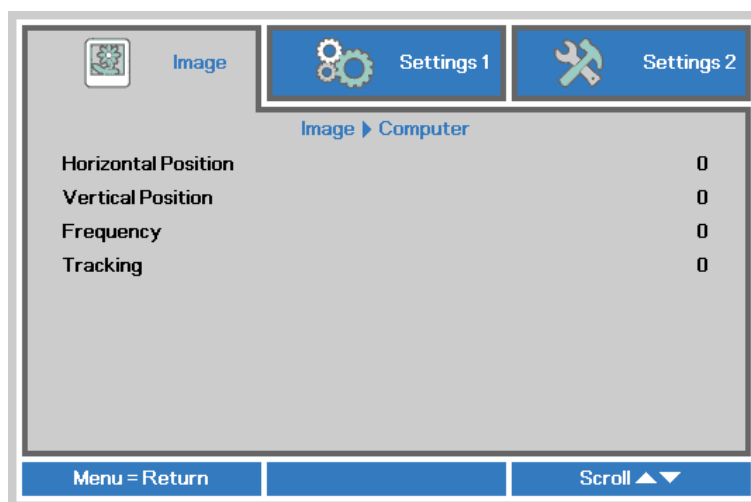 Image
Settings 1
Settings 2
Image ▶ Computer
Horizontal Position 0
Vertical Position 0
Frequency 0
Tracking 0
Menu = Return
Scroll ▲▼